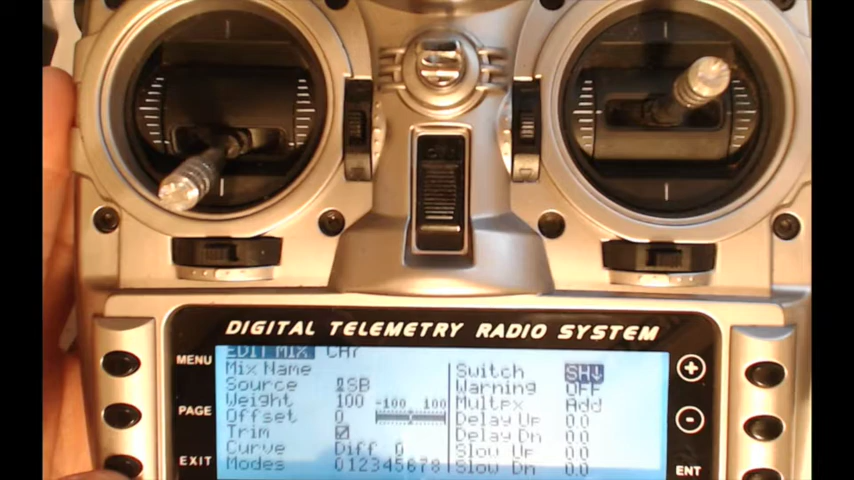 DIGITAL TELEMETRY RADIO SYSTEM
EDIT MIX CH7
MENU
PAGE
EXIT
Mix Name
Source SB
Weight 100 -100 100
Offset 0
Trim
Curve Diff 0
Modes 012345678
Switch SH↓
Warning OFF
Multpx Add
Delay Up 0.0
Delay Dn 0.0
Slow Up 0.0
Slow Dn 0.0
+
-
ENT